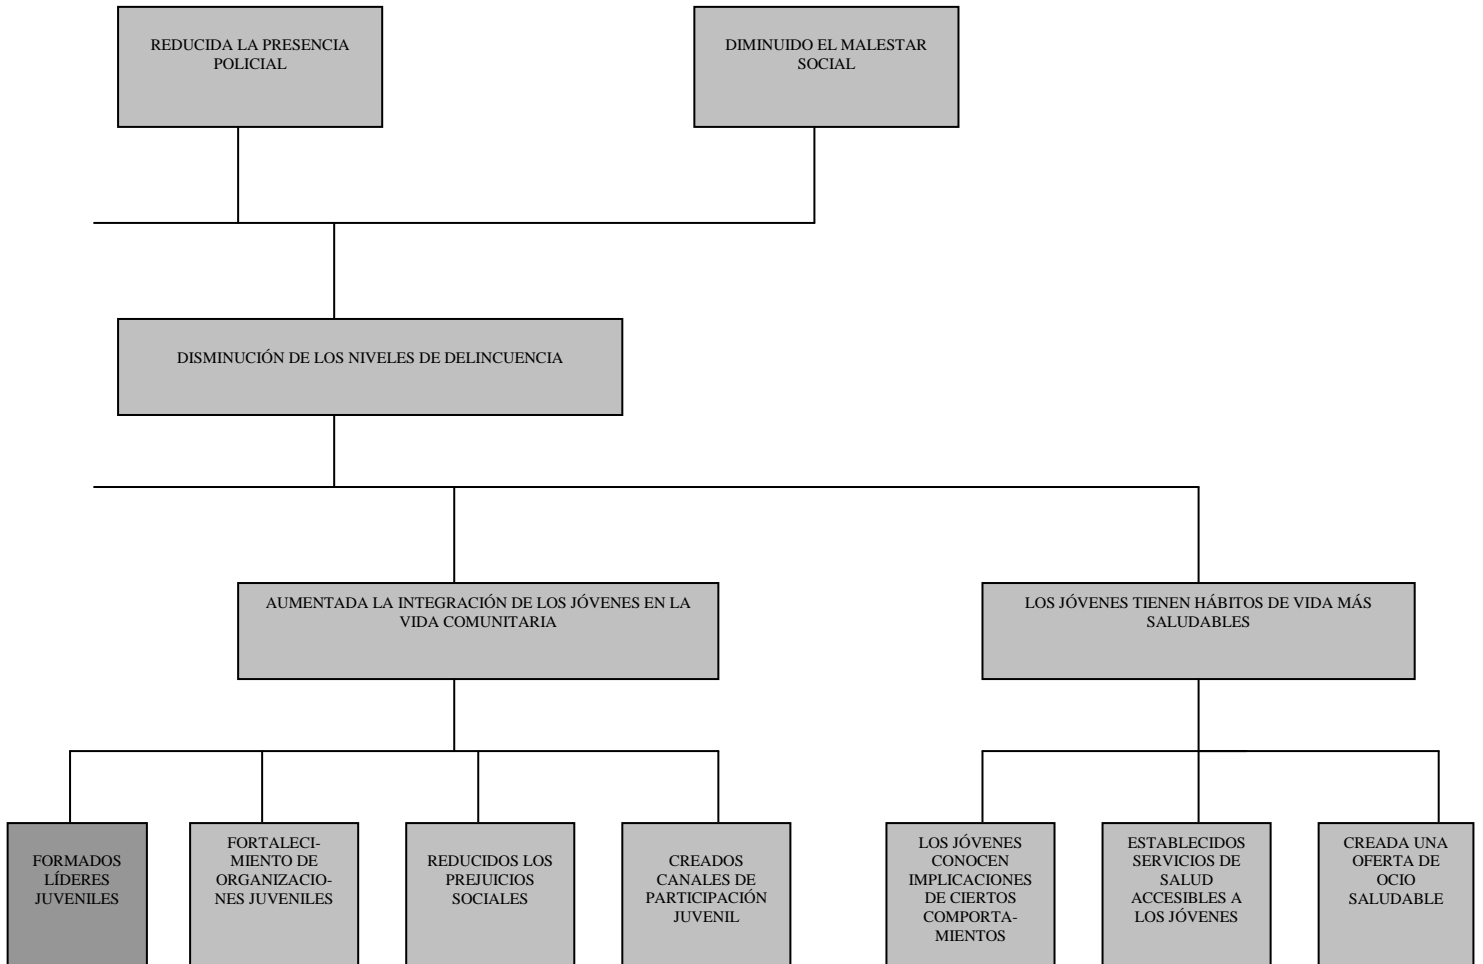 REDUCIDA LA PRESENCIA
POLICIAL
DIMINUIDO EL MALESTAR
SOCIAL
DISMINUCIÓN DE LOS NIVELES DE DELINCUENCIA
AUMENTADA LA INTEGRACIÓN DE LOS JÓVENES EN LA
VIDA COMUNITARIA
LOS JÓVENES TIENEN HÁBITOS DE VIDA MÁS
SALUDABLES
FORMADOS
LÍDERES
JUVENILES
FORTALECI-
MIENTO DE
ORGANIZACIO-
NES JUVENILES
REDUCIDOS LOS
PREJUICIOS
SOCIALES
CREADOS
CANALES DE
PARTICIPACIÓN
JUVENIL
LOS JÓVENES
CONOCEN
IMPLICACIONES
DE CIERTOS
COMPORTA-
MIENTOS
ESTABLECIDOS
SERVICIOS DE
SALUD
ACCESIBLES A
LOS JÓVENES
CREADA UNA
OFERTA DE
OCIO
SALUDABLE